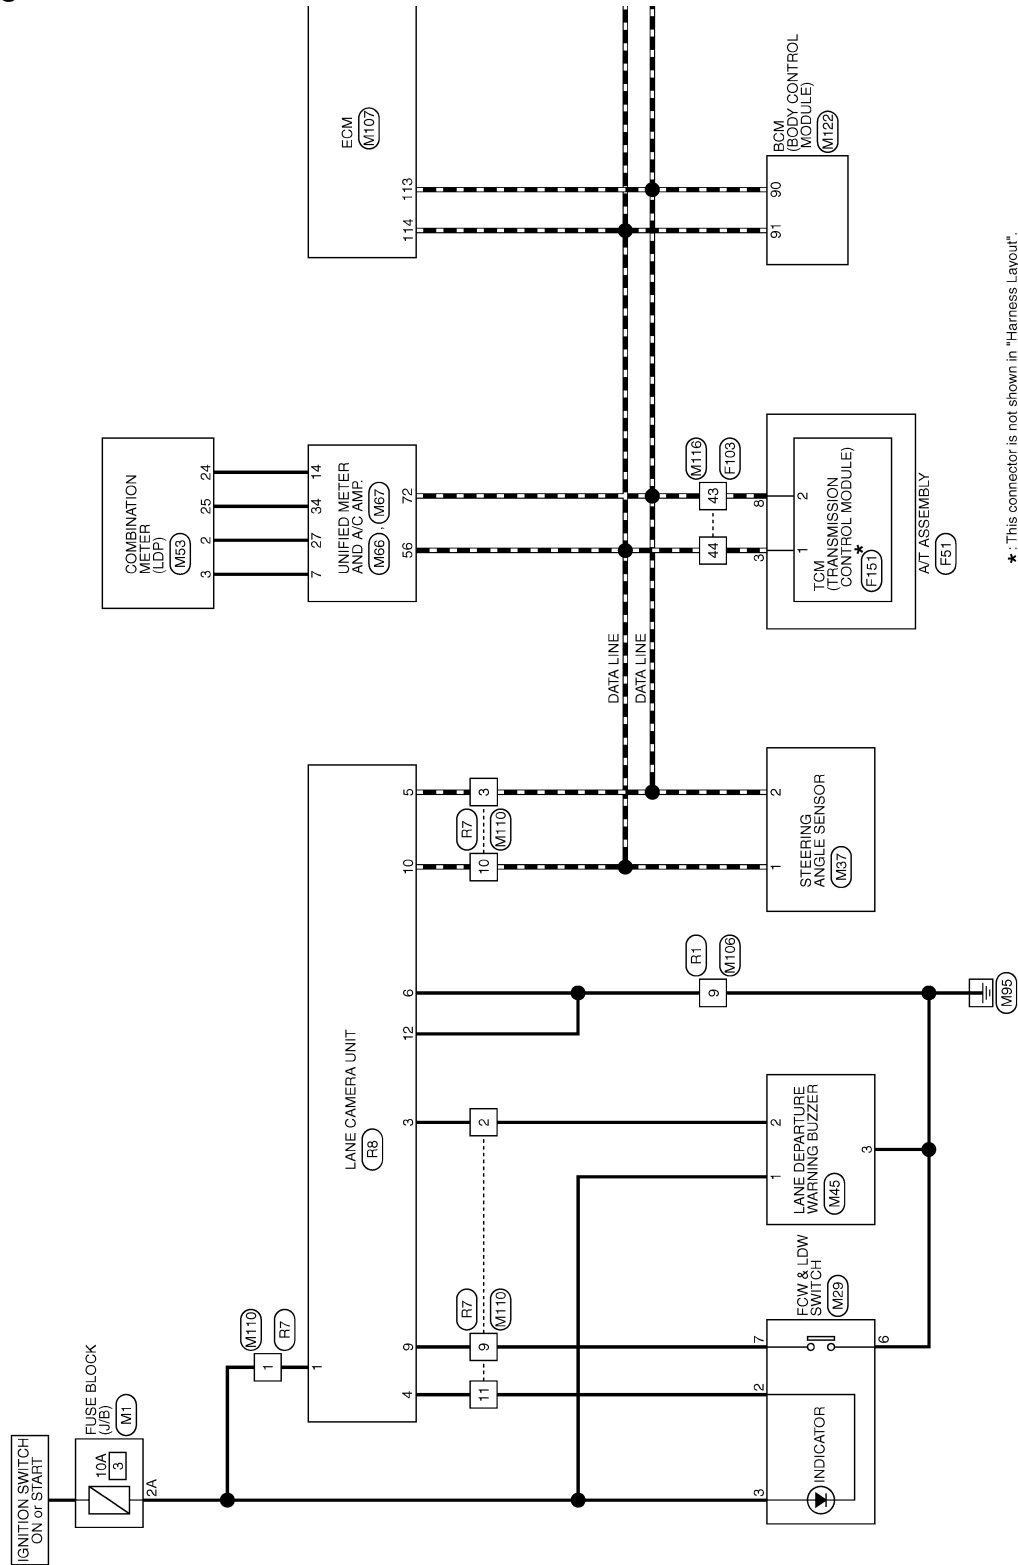 IGNITION SWITCH
ON or START
FUSE BLOCK
(J/B)
M1
10A
3
2A
M110
R7
1
1
LANE CAMERA UNIT
R8
4
9
3
12
6
10
5
11
9
R7
M110
2
10
R7
M110
3
3
2
7
INDICATOR
6
FCW & LDW
SWITCH
M29
1
2
LANE DEPARTURE
WARNING BUZZER
M45
3
R1
M106
9
M95
1
2
STEERING
ANGLE SENSOR
M37
COMBINATION
METER
(LDP)
M53
3
2
25
24
7
27
34
14
UNIFIED METER
AND A/C AMP.
M66 , M67
56
72
DATA LINE
DATA LINE
44
43
M116
F103
3
8
1
2
TCM
(TRANSMISSION
CONTROL MODULE)
*
F151
A/T ASSEMBLY
F51
ECM
M107
114
113
91
90
BCM
(BODY CONTROL
MODULE)
M122
* : This connector is not shown in "Harness Layout".